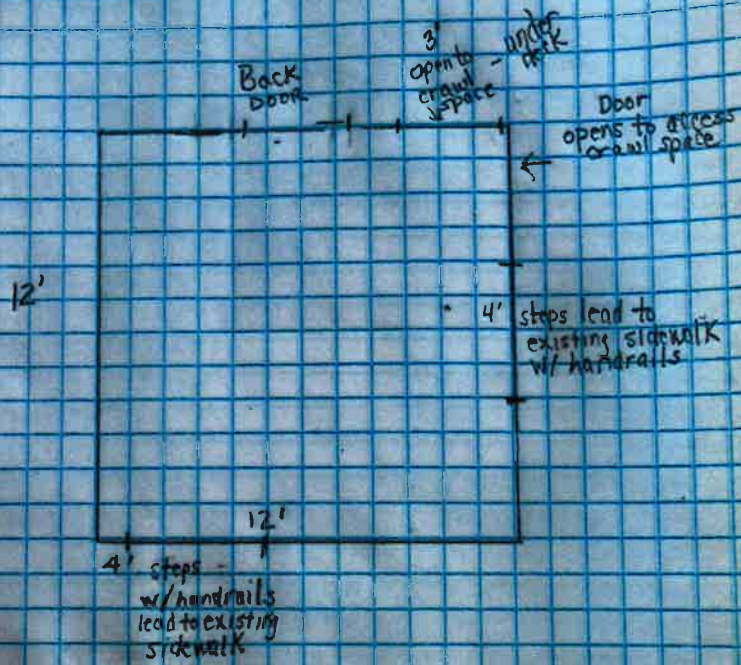 Back
DOOR
3'
open to
crawl
space
- under
deck
Door
opens to access
crawl space
12'
4' steps lead to
existing sidewalk
w/ handrails
12'
4' steps -
w/handrails
lead to existing
sidewalk